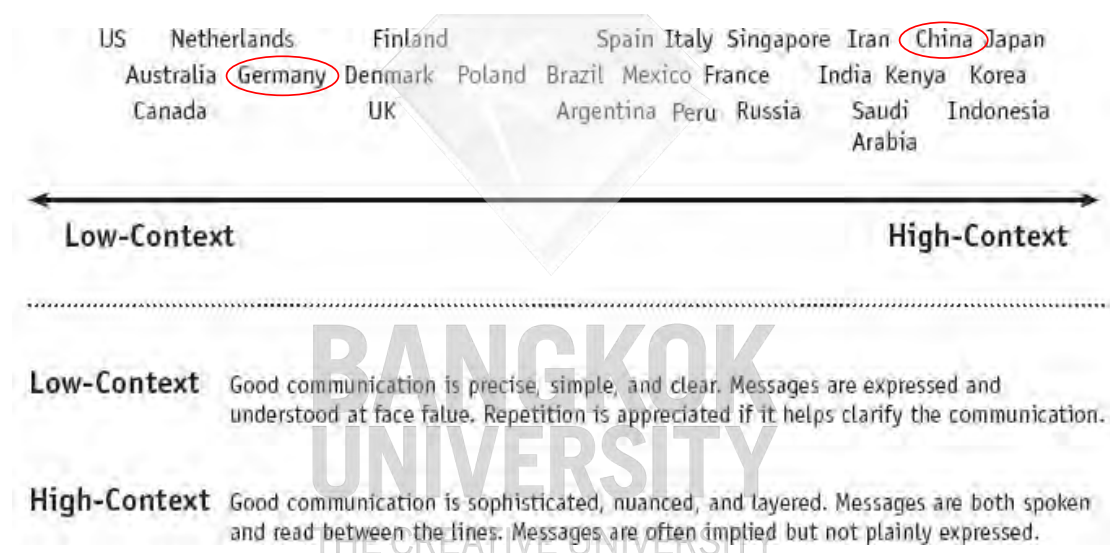 US Netherlands Finland Spain Italy Singapore Iran China Japan
Australia Germany Denmark Poland Brazil Mexico France India Kenya Korea
Canada UK Argentina Peru Russia Saudi Indonesia
Arabia
Low-Context High-Context
BANGKOK
Low-Context Good communication is precise, simple, and clear. Messages are expressed and
understood at face falue. Repetition is appreciated if it helps clarify the communication.
UNIVERSITY
High-Context Good communication is sophisticated, nuanced, and layered. Messages are both spoken
and read between the lines. Messages are often implied but not plainly expressed.
THE CREATIVE UNIVERSITY